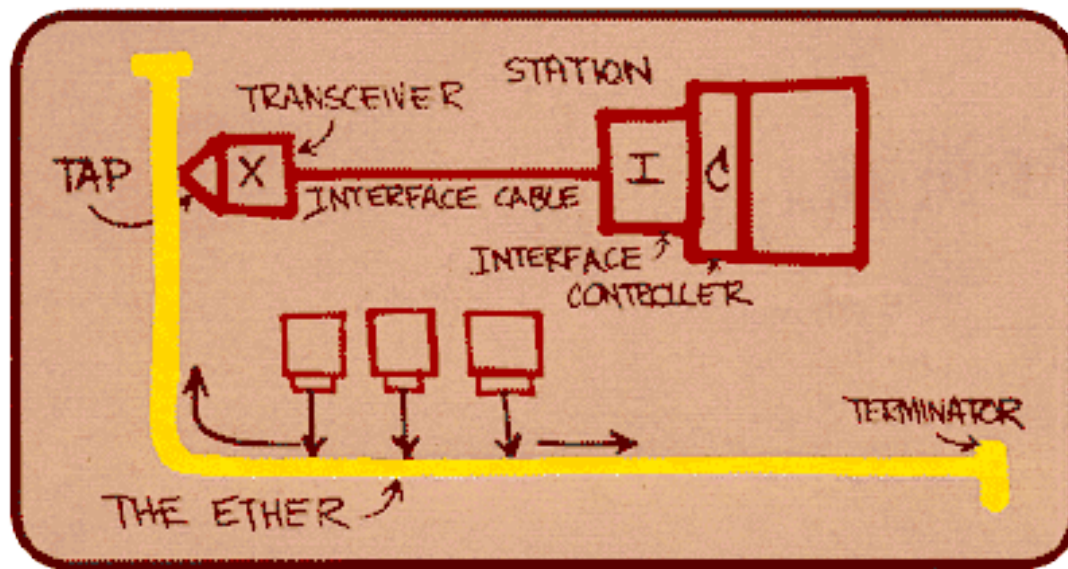 STATION
TRANSCEIVER
TAP
X
I
C
INTERFACE CABLE
INTERFACE
CONTROLLER
TERMINATOR
THE ETHER